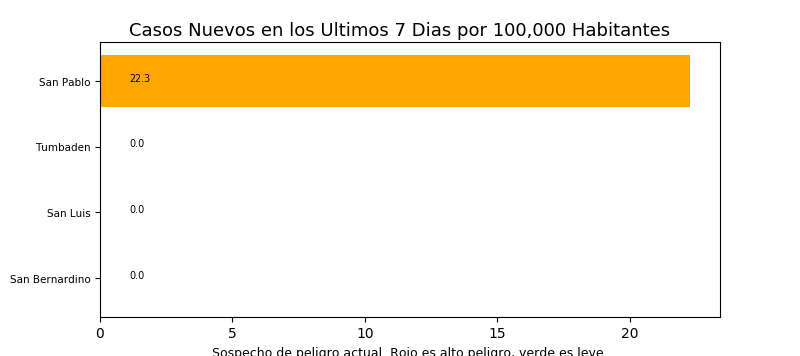 Casos Nuevos en los Ultimos 7 Dias por 100,000 Habitantes
San Pablo 22.3
Tumbaden 0.0
San Luis 0.0
San Bernardino 0.0
0 5 10 15 20
Sospecho de peligro actual. Rojo es alto peligro, verde es leve